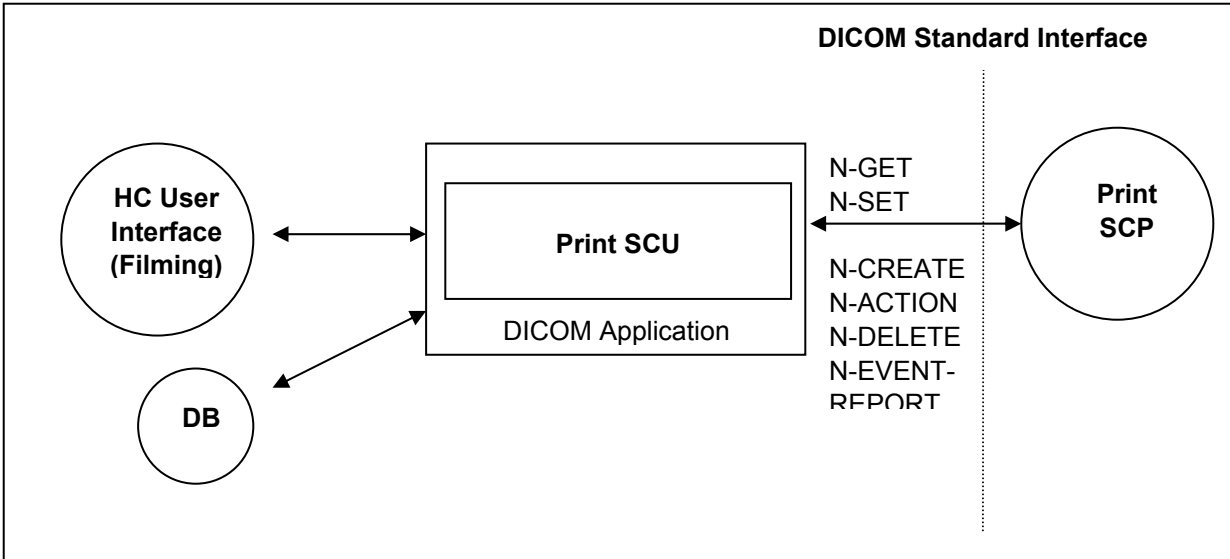 DICOM Standard Interface
HC User
Interface
(Filming)
DB
Print SCU
DICOM Application
N-GET
N-SET
N-CREATE
N-ACTION
N-DELETE
N-EVENT-
REPORT
Print
SCP